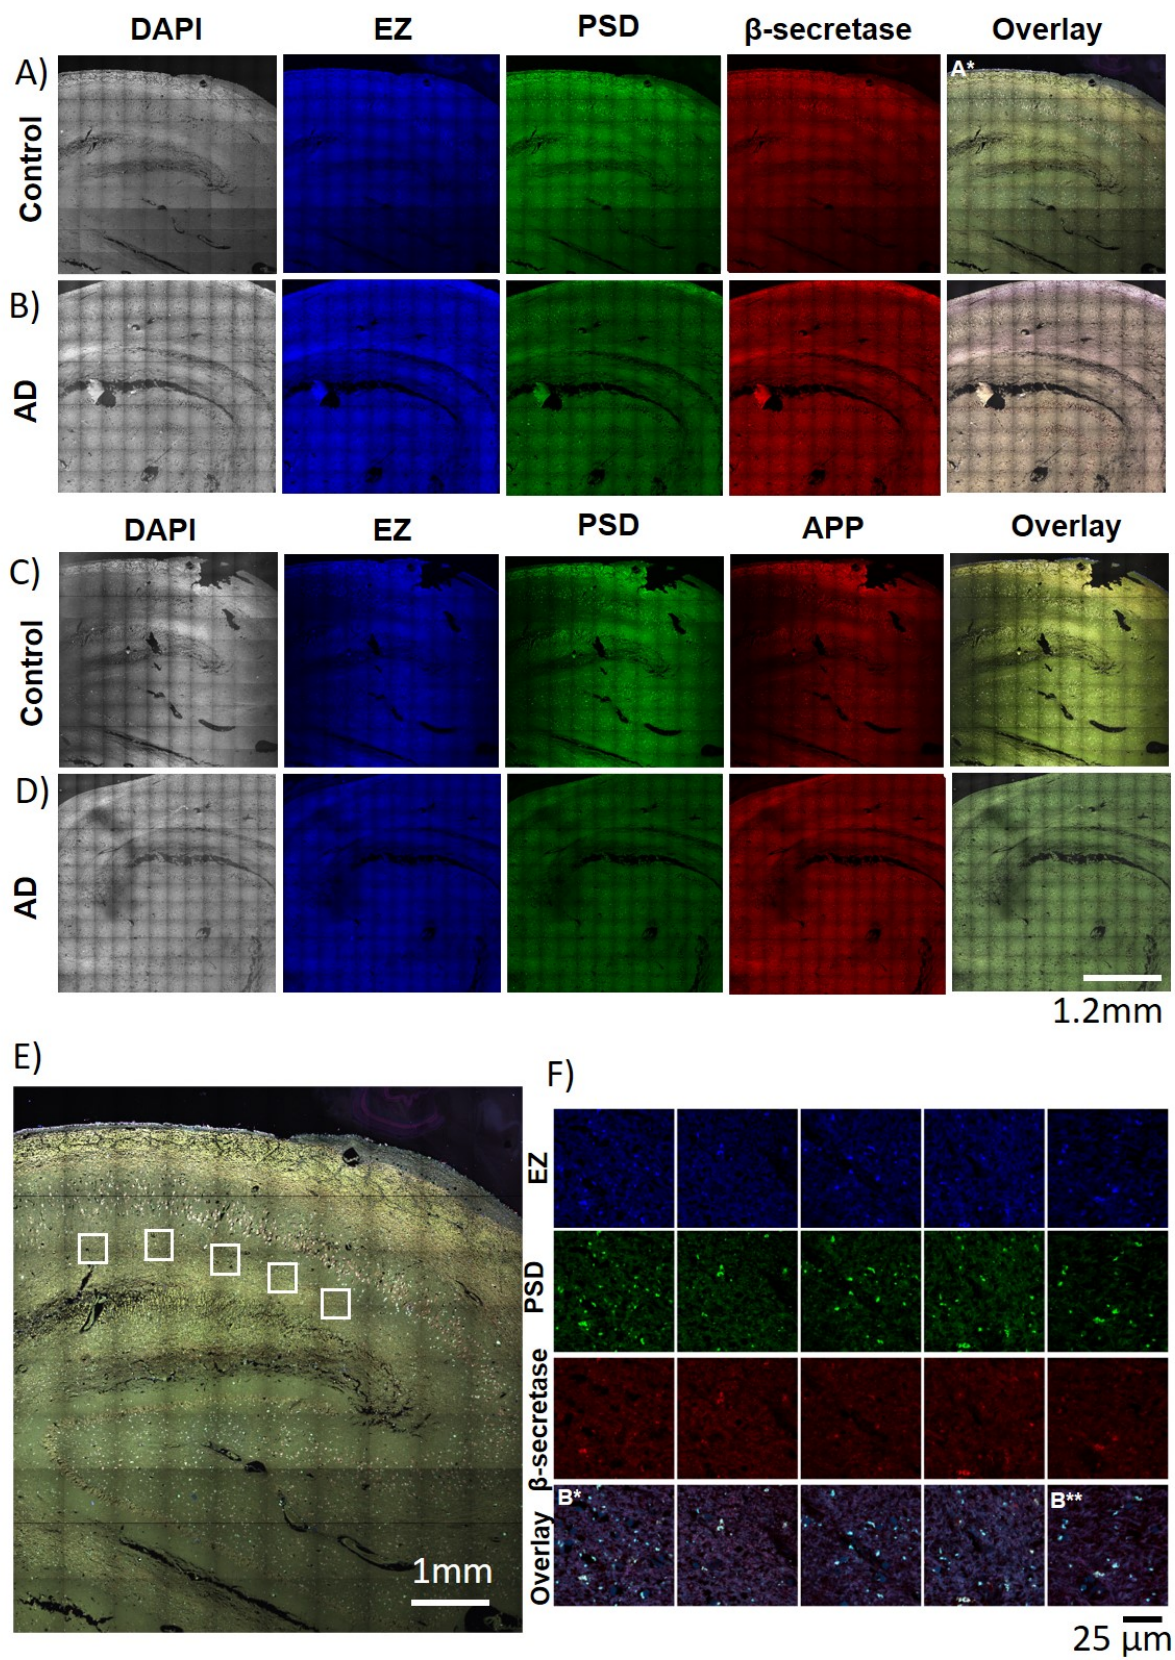 DAPI EZ PSD β-secretase Overlay
A)
Control
A*
B)
AD
DAPI EZ PSD APP Overlay
C)
Control
D)
AD
1.2mm
E)
1mm
F)
EZ
PSD
β-secretase
Overlay
B* B**
25 μm